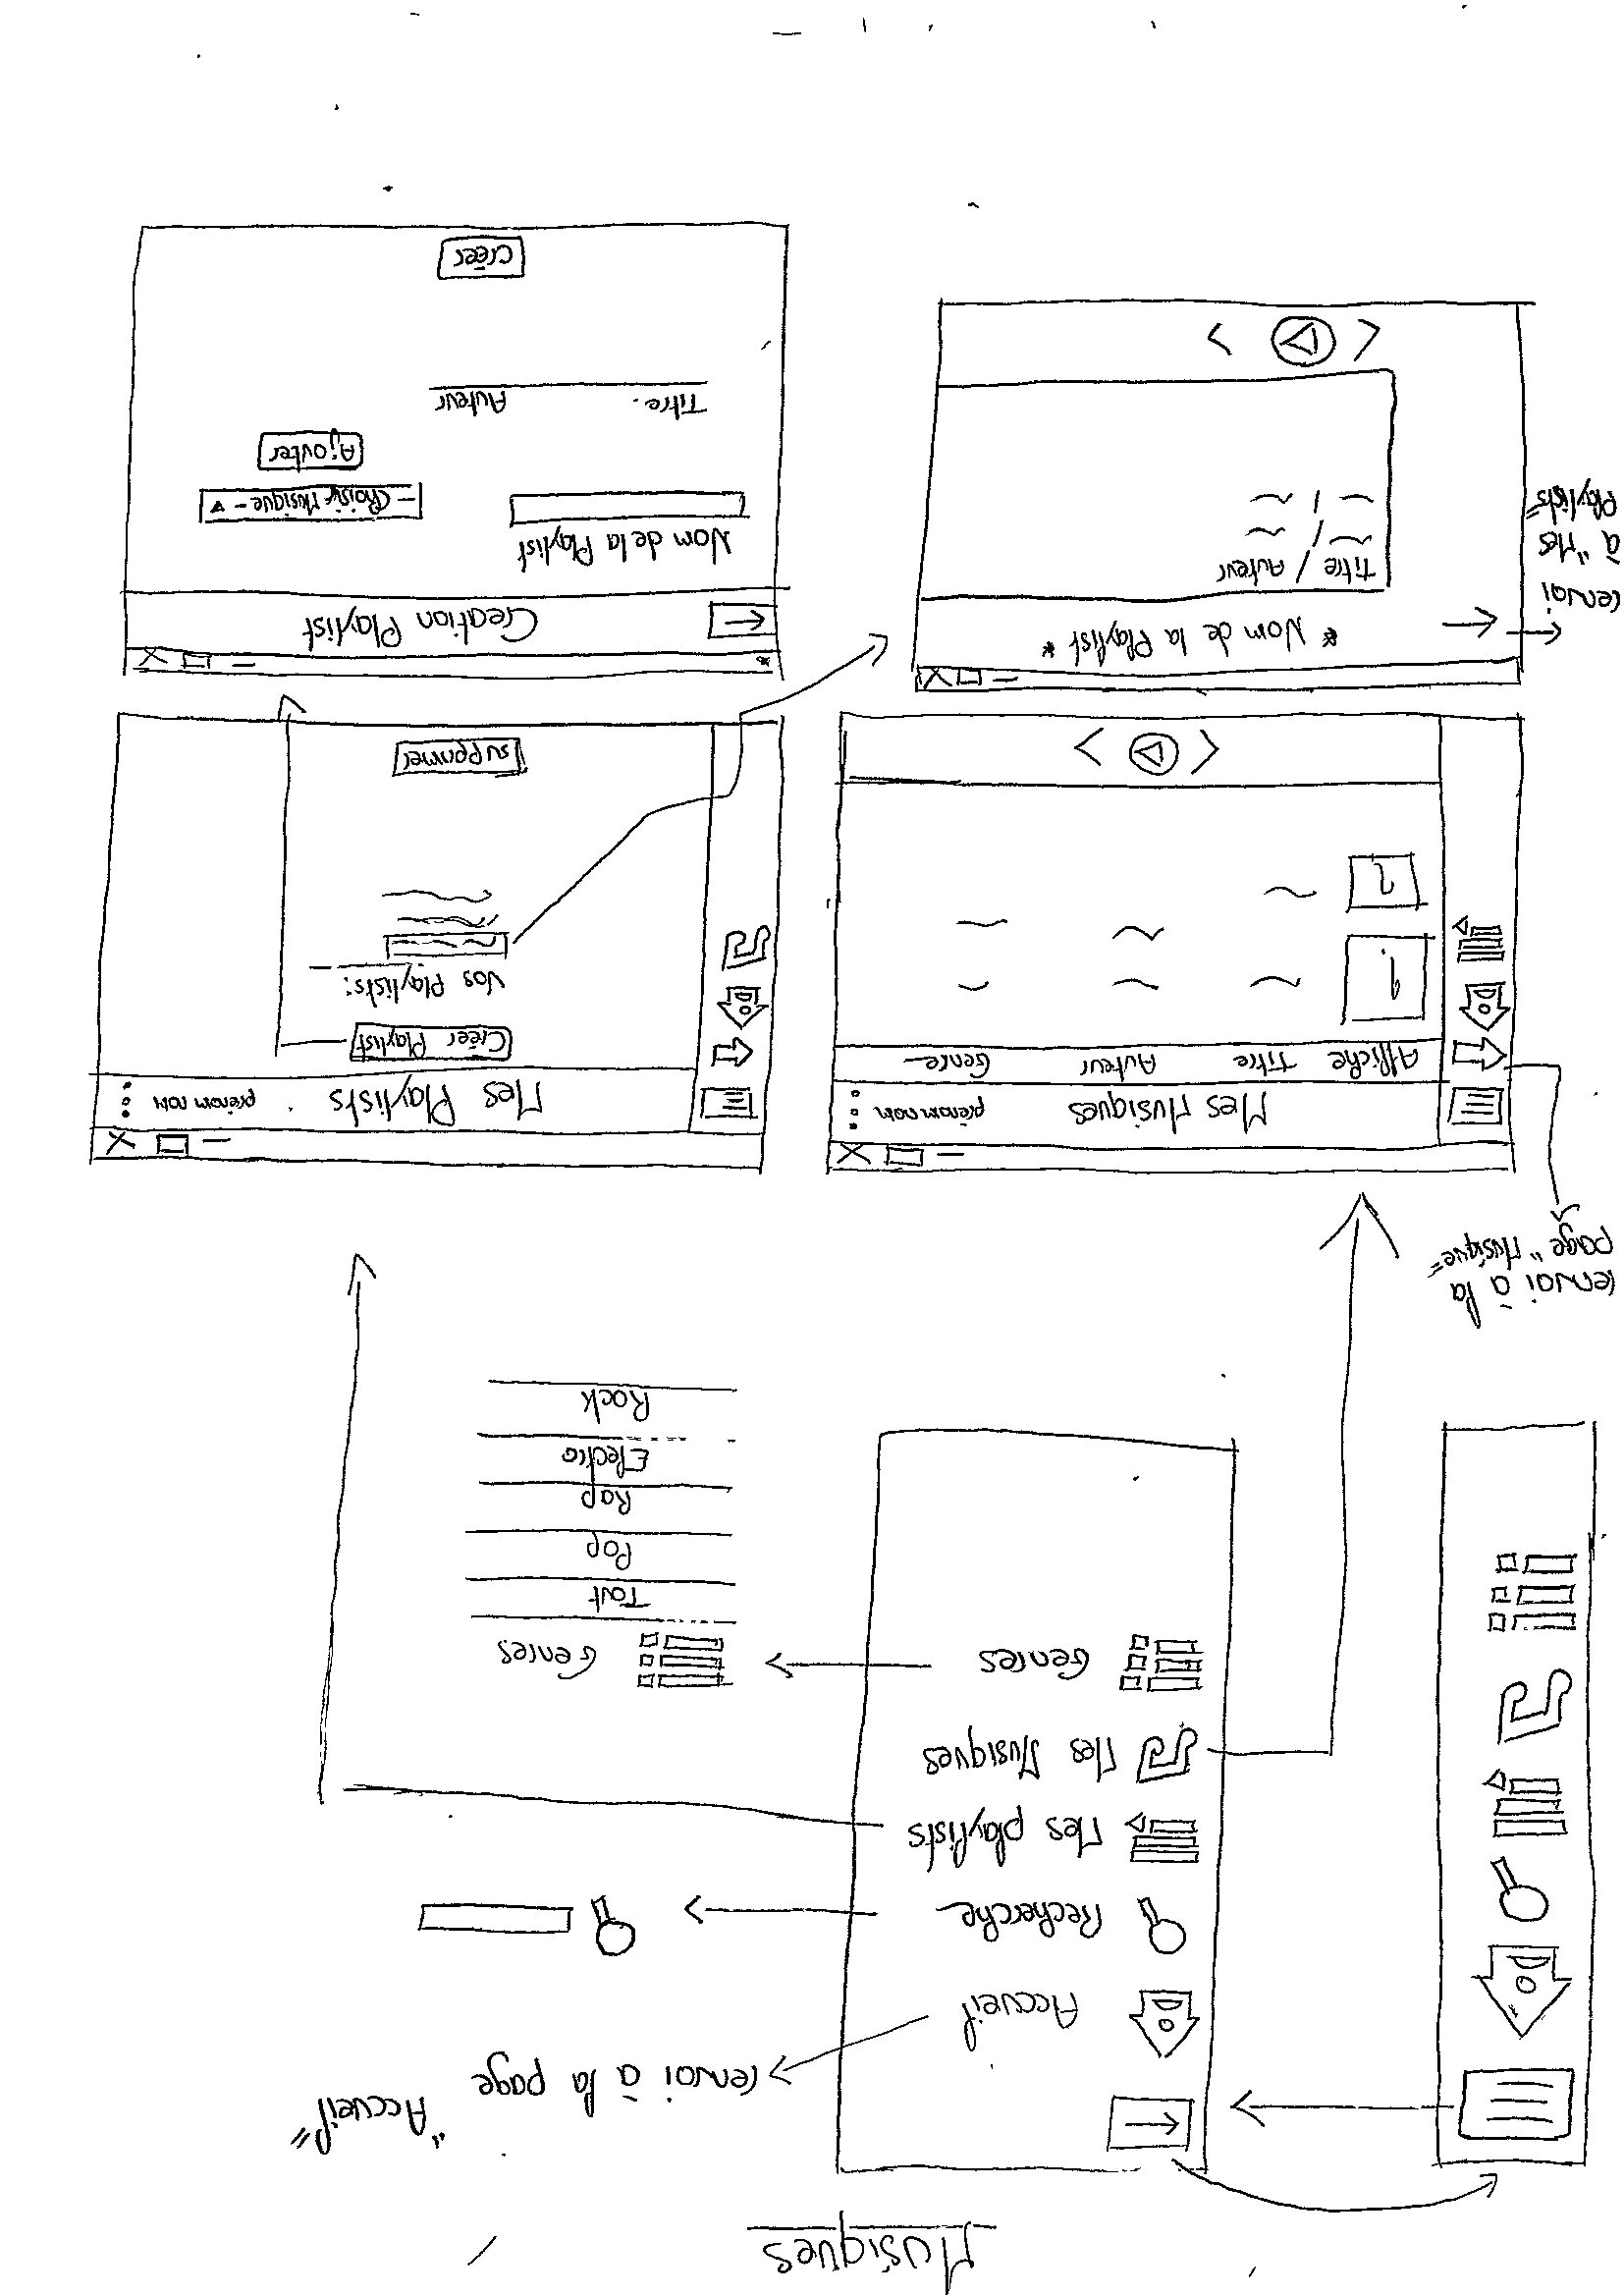 Musiques
"Accueil"
renvoi à la page
Accueil
Recherche
Mes playlists
Mes Musiques
Genres
Genres
Tout
Pop
Rap
Electro
Rock
renvoi à la
page "Musique"
Mes Musiques
prénom nom
Affiche Titre Auteur Genre
?
?
Mes Playlists
prénom nom
Créer Playlist
Vos Playlists:
supprimer
* Nom de la Playlist *
renvoi
à "Mes
Playlists"
Titre / Auteur
/
/
Creation Playlist
Nom de la Playlist
- Choisir Musique -
Ajouter
Titre. Auteur
créer